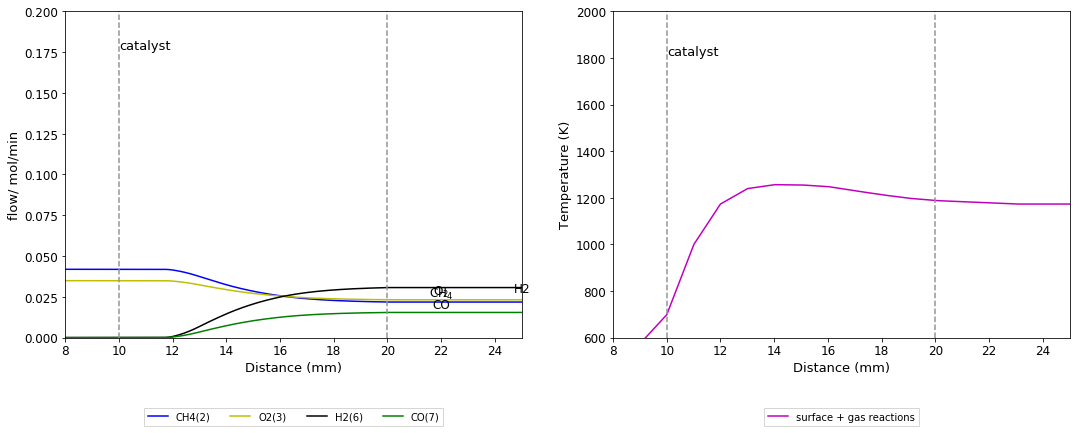 0.200
0.175
0.150
0.125
0.100
0.075
0.050
0.025
0.000
flow/ mol/min
catalyst
O₂
CH₄
CO
H2
8 10 12 14 16 18 20 22 24
Distance (mm)
CH4(2) O2(3) H2(6) CO(7)
2000
1800
1600
1400
1200
1000
800
600
Temperature (K)
catalyst
8 10 12 14 16 18 20 22 24
Distance (mm)
surface + gas reactions